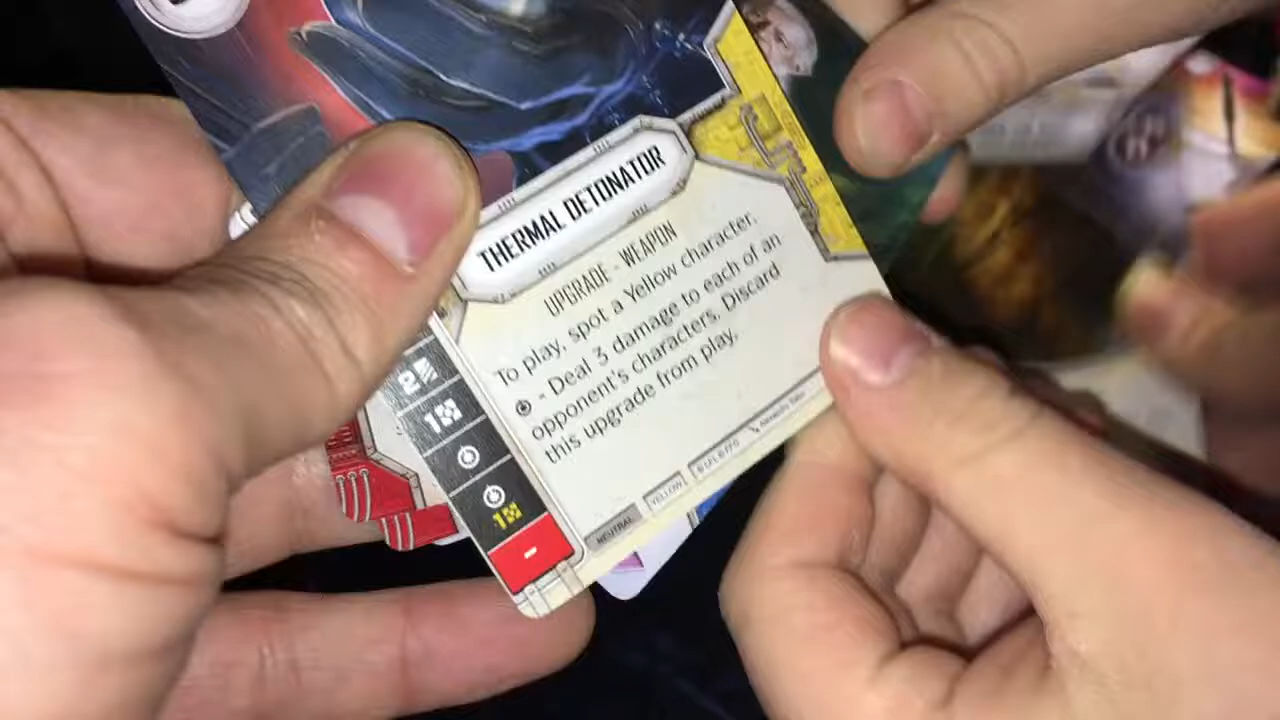 THERMAL DETONATOR
UPGRADE - WEAPON
To play, spot a Yellow character.
- Deal 3 damage to each of an
opponent's characters. Discard
this upgrade from play.
2
1
1
-
NEUTRAL
YELLOW